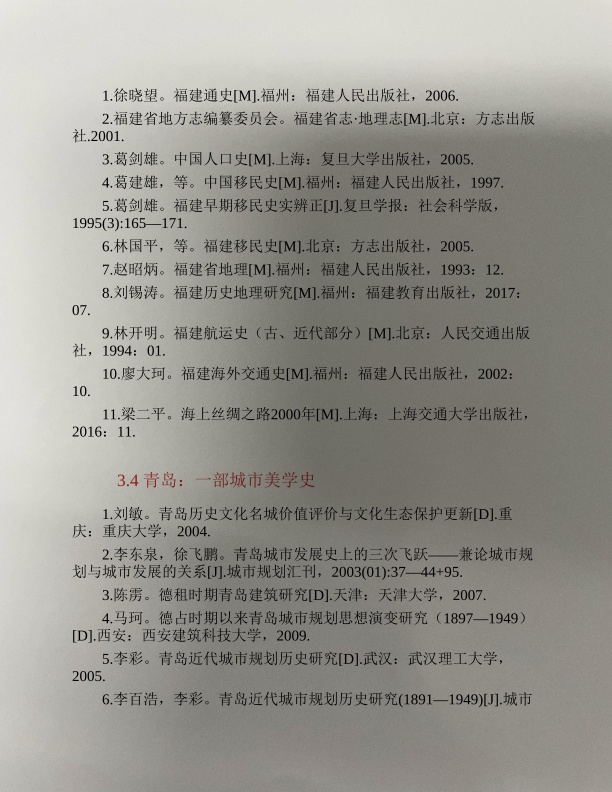 1.徐晓望。福建通史[M].福州：福建人民出版社，2006.
2.福建省地方志编纂委员会。福建省志·地理志[M].北京：方志出版
社.2001.
3.葛剑雄。中国人口史[M].上海：复旦大学出版社，2005.
4.葛建雄，等。中国移民史[M].福州：福建人民出版社，1997.
5.葛剑雄。福建早期移民史实辨正[J].复旦学报：社会科学版，
1995(3):165—171.
6.林国平，等。福建移民史[M].北京：方志出版社，2005.
7.赵昭炳。福建省地理[M].福州：福建人民出版社，1993：12.
8.刘锡涛。福建历史地理研究[M].福州：福建教育出版社，2017：
07.
9.林开明。福建航运史（古、近代部分）[M].北京：人民交通出版
社，1994：01.
10.廖大珂。福建海外交通史[M].福州：福建人民出版社，2002：
10.
11.梁二平。海上丝绸之路2000年[M].上海：上海交通大学出版社，
2016：11.
3.4 青岛：一部城市美学史
1.刘敏。青岛历史文化名城价值评价与文化生态保护更新[D].重
庆：重庆大学，2004.
2.李东泉，徐飞鹏。青岛城市发展史上的三次飞跃——兼论城市规
划与城市发展的关系[J].城市规划汇刊，2003(01):37—44+95.
3.陈雳。德租时期青岛建筑研究[D].天津：天津大学，2007.
4.马珂。德占时期以来青岛城市规划思想演变研究（1897—1949）
[D].西安：西安建筑科技大学，2009.
5.李彩。青岛近代城市规划历史研究[D].武汉：武汉理工大学，
2005.
6.李百浩，李彩。青岛近代城市规划历史研究(1891—1949)[J].城市